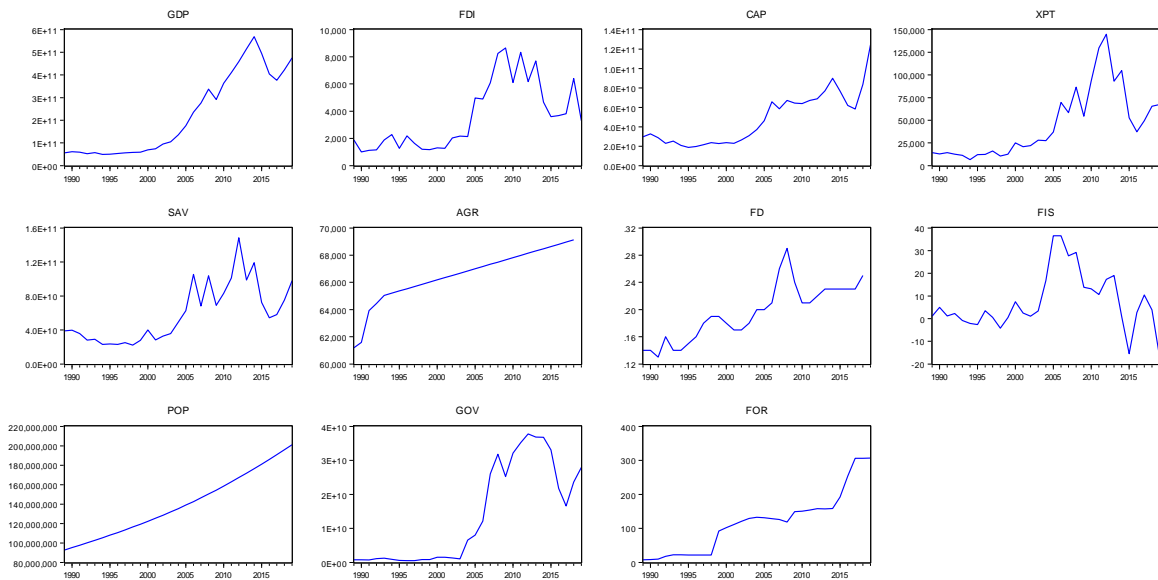 GDP
6E+11
5E+11
4E+11
3E+11
2E+11
1E+11
0E+00
1990 1995 2000 2005 2010 2015
FDI
10,000
8,000
6,000
4,000
2,000
0
1990 1995 2000 2005 2010 2015
CAP
1.4E+11
1.2E+11
1.0E+11
8.0E+10
6.0E+10
4.0E+10
2.0E+10
0.0E+00
1990 1995 2000 2005 2010 2015
XPT
150,000
125,000
100,000
75,000
50,000
25,000
0
1990 1995 2000 2005 2010 2015
SAV
1.6E+11
1.2E+11
8.0E+10
4.0E+10
0.0E+00
1990 1995 2000 2005 2010 2015
AGR
70,000
68,000
66,000
64,000
62,000
60,000
1990 1995 2000 2005 2010 2015
FD
32
28
24
20
16
12
1990 1995 2000 2005 2010 2015
FIS
40
30
20
10
0
-10
-20
1990 1995 2000 2005 2010 2015
POP
220,000,000
200,000,000
180,000,000
160,000,000
140,000,000
120,000,000
100,000,000
80,000,000
1990 1995 2000 2005 2010 2015
GOV
4E+10
3E+10
2E+10
1E+10
0E+00
1990 1995 2000 2005 2010 2015
FOR
400
300
200
100
0
1990 1995 2000 2005 2010 2015